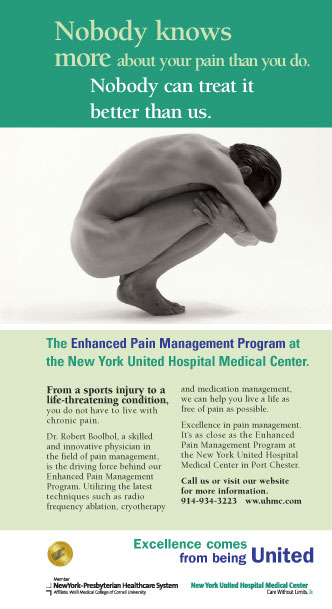 Nobody knows
more about your pain than you do.
Nobody can treat it
better than us.
The Enhanced Pain Management Program at
the New York United Hospital Medical Center.
From a sports injury to a
life-threatening condition,
you do not have to live with
chronic pain.
Dr. Robert Boolbol, a skilled
and innovative physician in
the field of pain management,
is the driving force behind our
Enhanced Pain Management
Program. Utilizing the latest
techniques such as radio
frequency ablation, cryotherapy
and medication management,
we can help you live a life as
free of pain as possible.
Excellence in pain management.
It's as close as the Enhanced
Pain Management Program at
the New York United Hospital
Medical Center in Port Chester.
Call us or visit our website
for more information.
914-934-3223 ww.uhmc.com
Excellence comes
from being United
Member
NewYork-Presbyterian Healthcare System
Affiliate: Weill Medical College of Cornell University
New York United Hospital Medical Center
Care Without Limits.